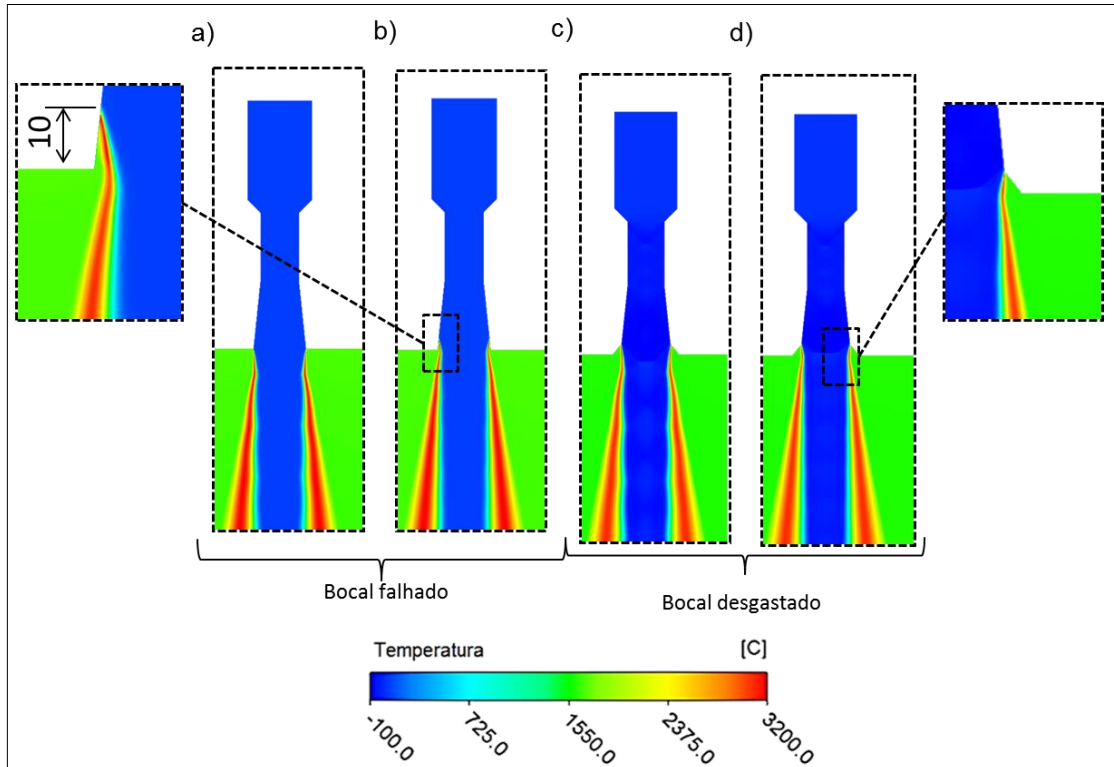 a)
b)
c)
d)
10
Bocal falhado
Bocal desgastado
Temperatura
[C]
-100.0
725.0
1550.0
2375.0
3200.0